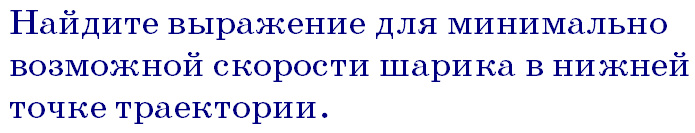 Найдите выражение для минимально
возможной скорости шарика в нижней
точке траектории.